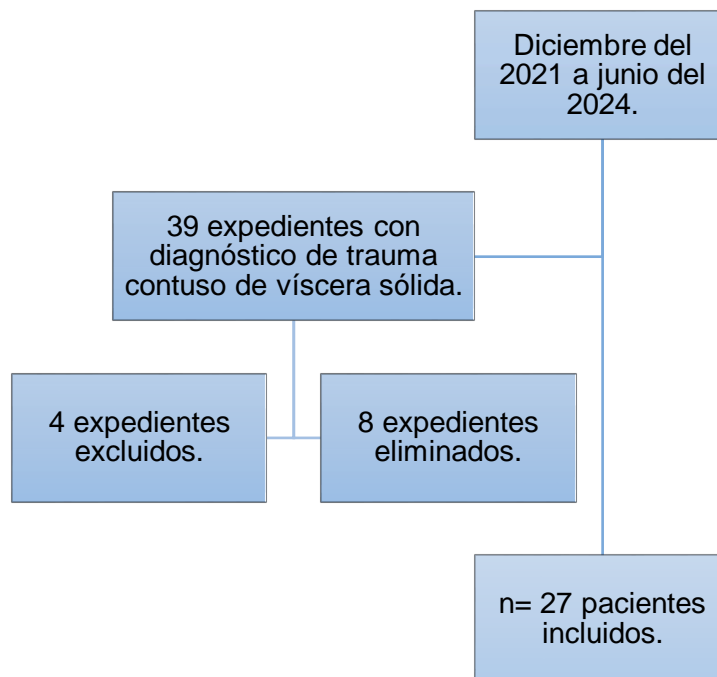 Diciembre del
2021 a junio del
2024.
39 expedientes con
diagnóstico de trauma
contuso de víscera sólida.
4 expedientes
excluidos.
8 expedientes
eliminados.
n= 27 pacientes
incluidos.